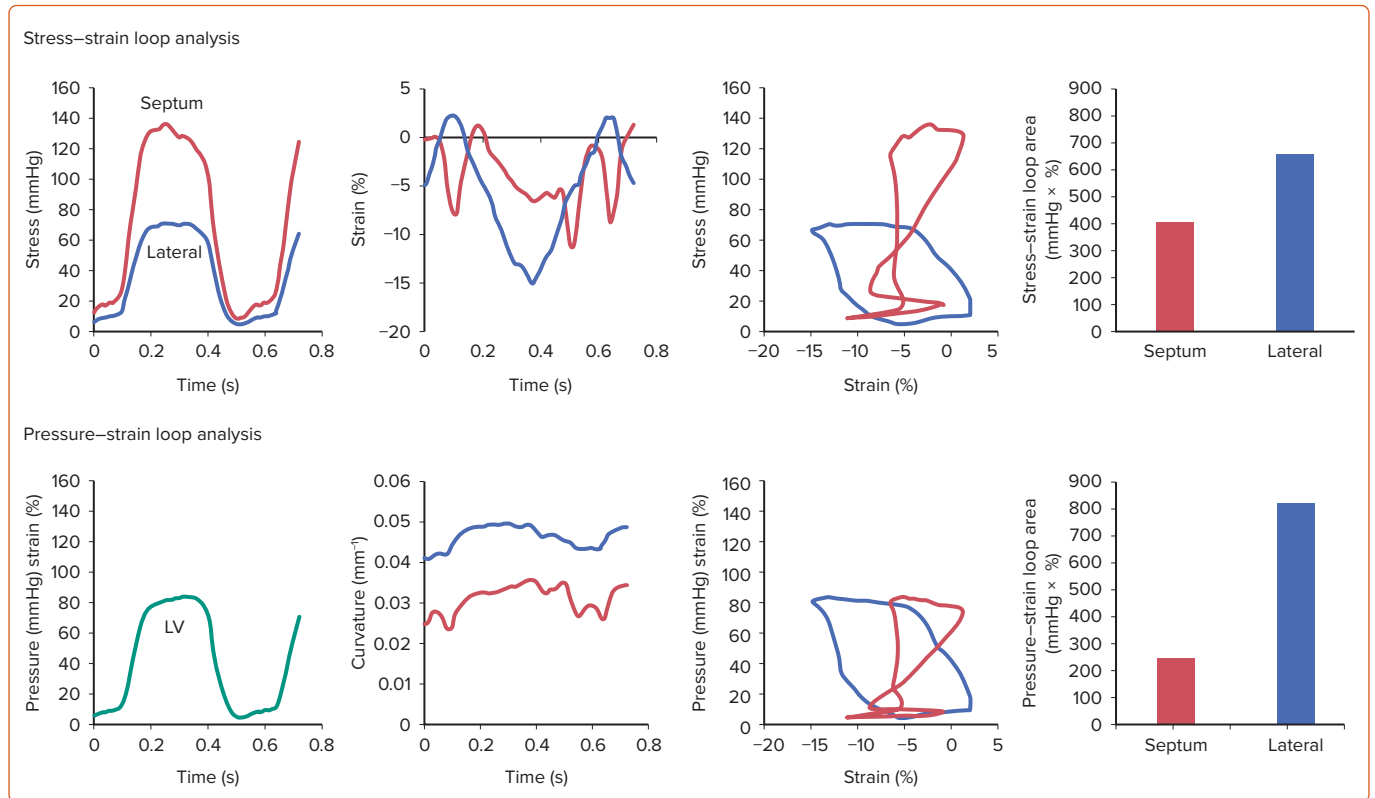 Stress–strain loop analysis
Stress (mmHg)
160
140
120
100
80
60
40
20
0
0 0.2 0.4 0.6 0.8
Time (s)
Septum
Lateral
Strain (%)
5
0
−5
−10
−15
−20
0 0.2 0.4 0.6 0.8
Time (s)
Stress (mmHg)
160
140
120
100
80
60
40
20
0
−20 −15 −10 −5 0 5
Strain (%)
Stress–strain loop area
(mmHg × %)
900
800
700
600
500
400
300
200
100
0
Septum Lateral
Pressure–strain loop analysis
Pressure (mmHg) strain (%)
160
140
120
100
80
60
40
20
0
0 0.2 0.4 0.6 0.8
Time (s)
LV
Curvature (mm⁻¹)
0.06
0.05
0.04
0.03
0.02
0.01
0
0 0.2 0.4 0.6 0.8
Time (s)
Pressure (mmHg) strain (%)
160
140
120
100
80
60
40
20
0
−20 −15 −10 −5 0 5
Strain (%)
Pressure–strain loop area
(mmHg × %)
900
800
700
600
500
400
300
200
100
0
Septum Lateral